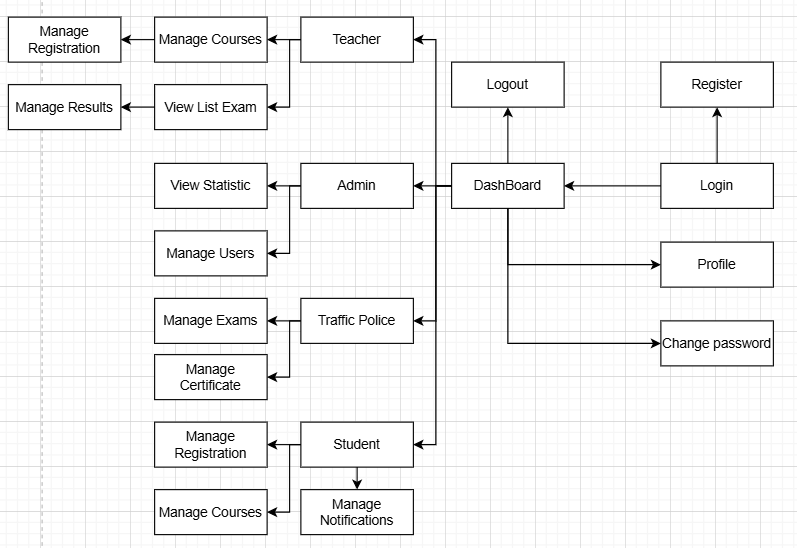 Manage
Registration
Manage Courses
Teacher
Logout
Register
Manage Results
View List Exam
View Statistic
Admin
DashBoard
Login
Manage Users
Profile
Manage Exams
Traffic Police
Change password
Manage
Certificate
Manage
Registration
Student
Manage Courses
Manage
Notifications